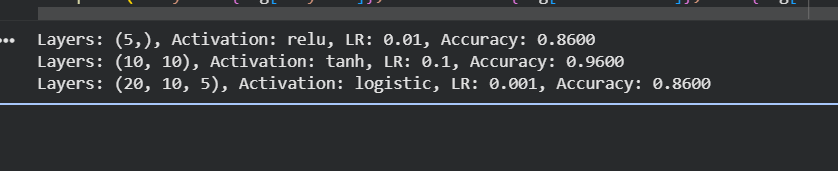 Layers: (5,), Activation: relu, LR: 0.01, Accuracy: 0.8600
Layers: (10, 10), Activation: tanh, LR: 0.1, Accuracy: 0.9600
Layers: (20, 10, 5), Activation: logistic, LR: 0.001, Accuracy: 0.8600